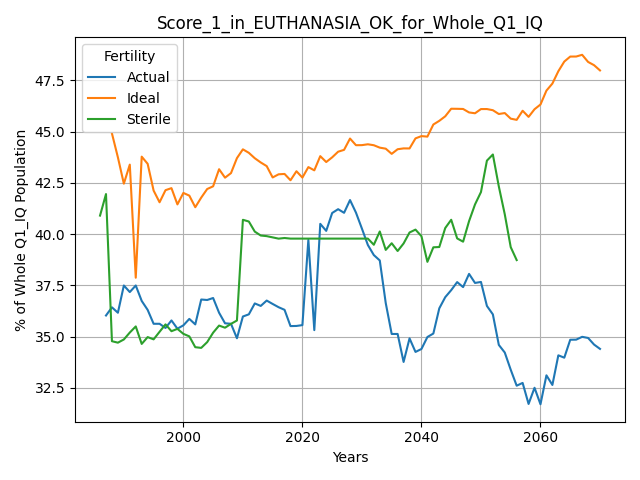 Score_1_in_EUTHANASIA_OK_for_Whole_Q1_IQ
Fertility
Actual
Ideal
Sterile
47.5
45.0
42.5
40.0
37.5
35.0
32.5
% of Whole Q1_IQ Population
2000
2020
2040
2060
Years